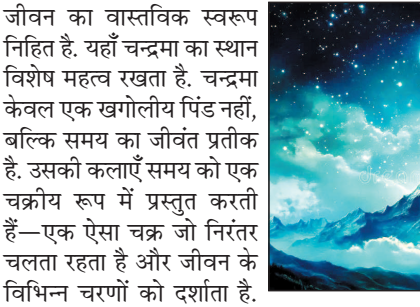 जीवन का वास्तविक स्वरूप
निहित है. यहाँ चन्द्रमा का स्थान
विशेष महत्व रखता है. चन्द्रमा
केवल एक खगोलीय पिंड नहीं,
बल्कि समय का जीवंत प्रतीक
है. उसकी कलाएँ समय को एक
चक्रीय रूप में प्रस्तुत करती
हैं—एक ऐसा चक्र जो निरंतर
चलता रहता है और जीवन के
विभिन्न चरणों को दर्शाता है.